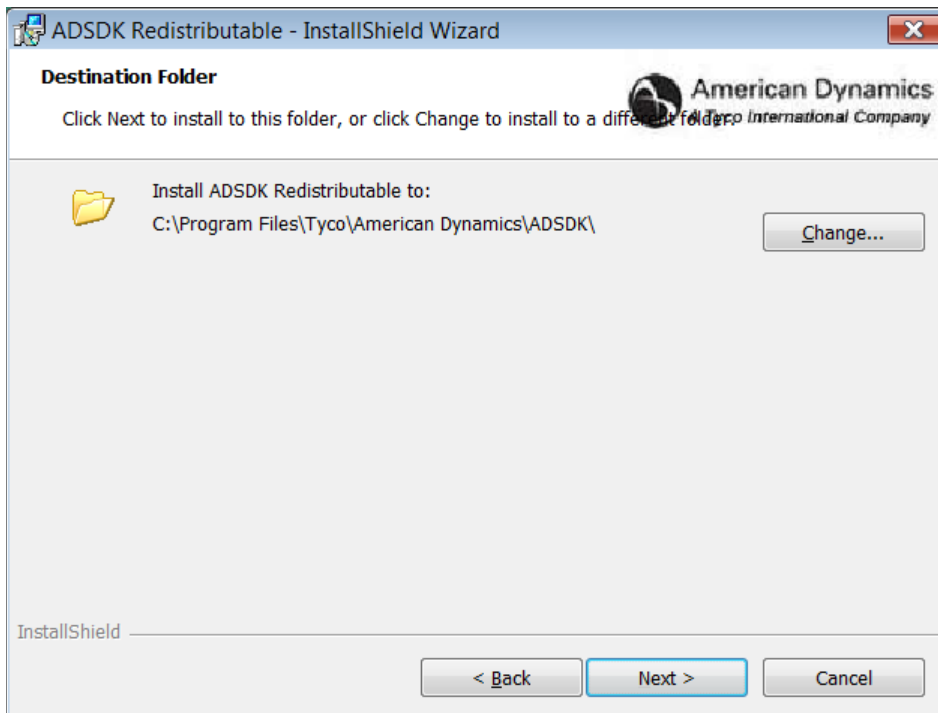 ADSDK Redistributable - InstallShield Wizard
Destination Folder
American Dynamics
Click Next to install to this folder, or click Change to install to a different folder.
A Tyco International Company
Install ADSDK Redistributable to:
C:\Program Files\Tyco\American Dynamics\ADSDK\
Change...
InstallShield
< Back
Next >
Cancel